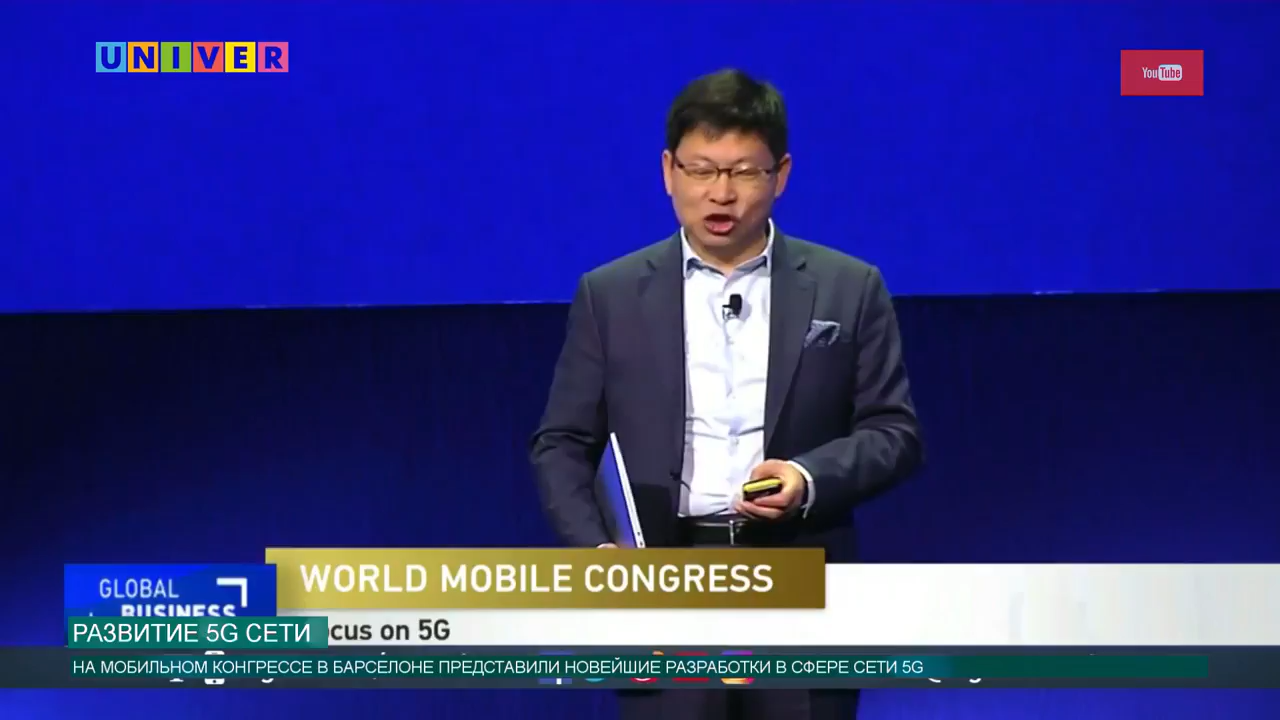 UNIVER
YouTube
WORLD MOBILE CONGRESS
GLOBAL
BUSINESS
РАЗВИТИЕ 5G СЕТИ
cus on 5G
НА МОБИЛЬНОМ КОНГРЕССЕ В БАРСЕЛОНЕ ПРЕДСТАВИЛИ НОВЕЙШИЕ РАЗРАБОТКИ В СФЕРЕ СЕТИ 5G